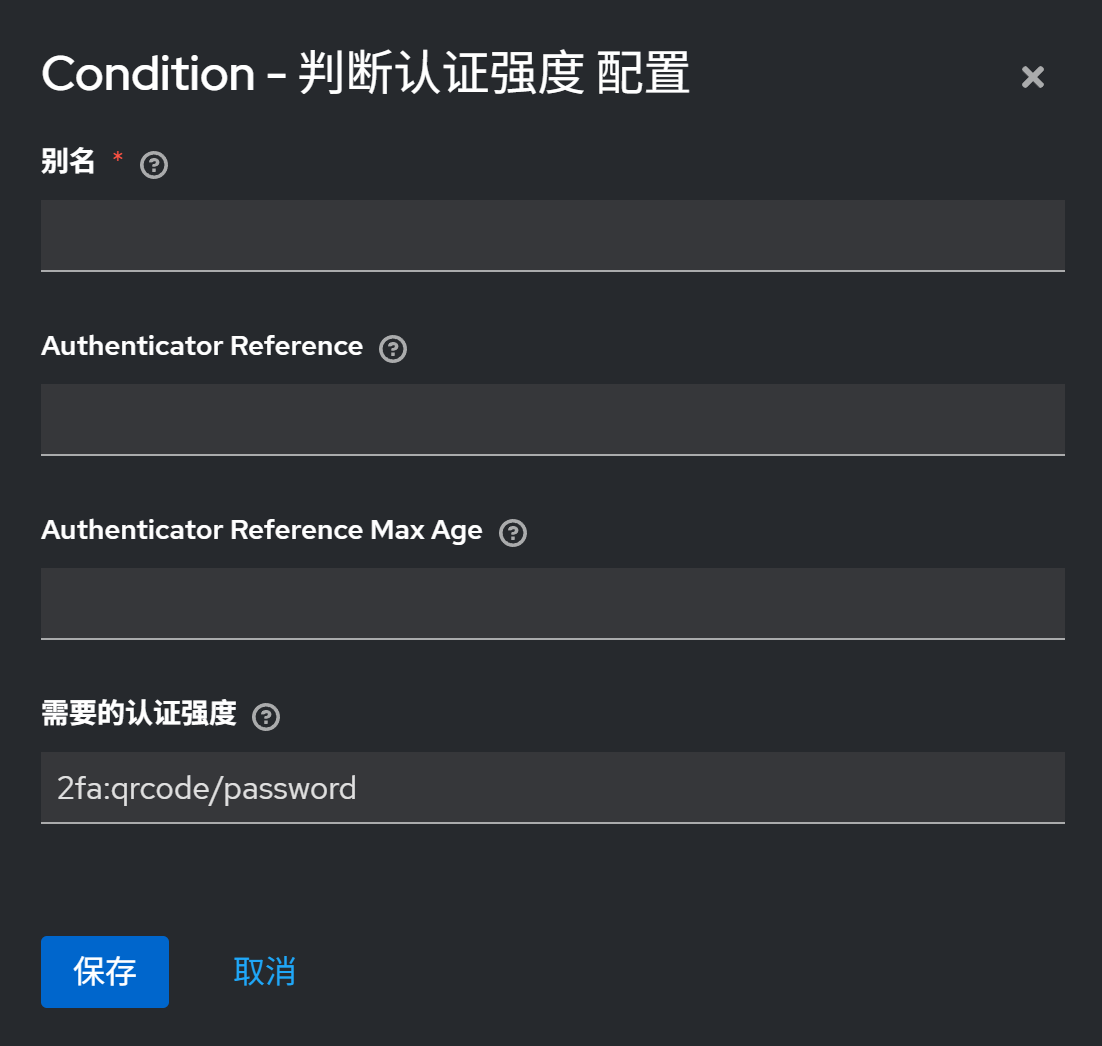 Condition - 判断认证强度 配置
别名 *
Authenticator Reference
Authenticator Reference Max Age
需要的认证强度
2fa:qrcode/password
保存 取消